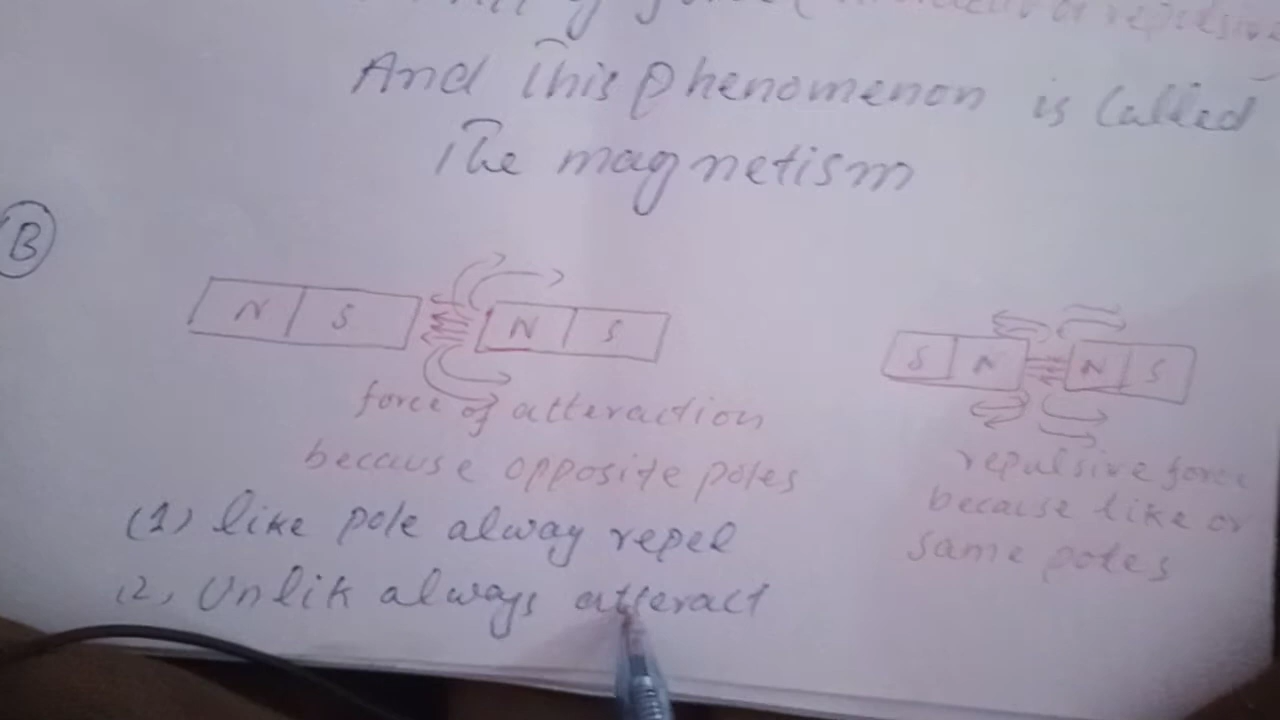 And This phenomenon is Called
The magnetism
B
N S N S
S N N S
force of atteraction
because opposite poles
repulsive force
because like or
same poles
(1) like pole alway repel
(2) Unlik always atteract